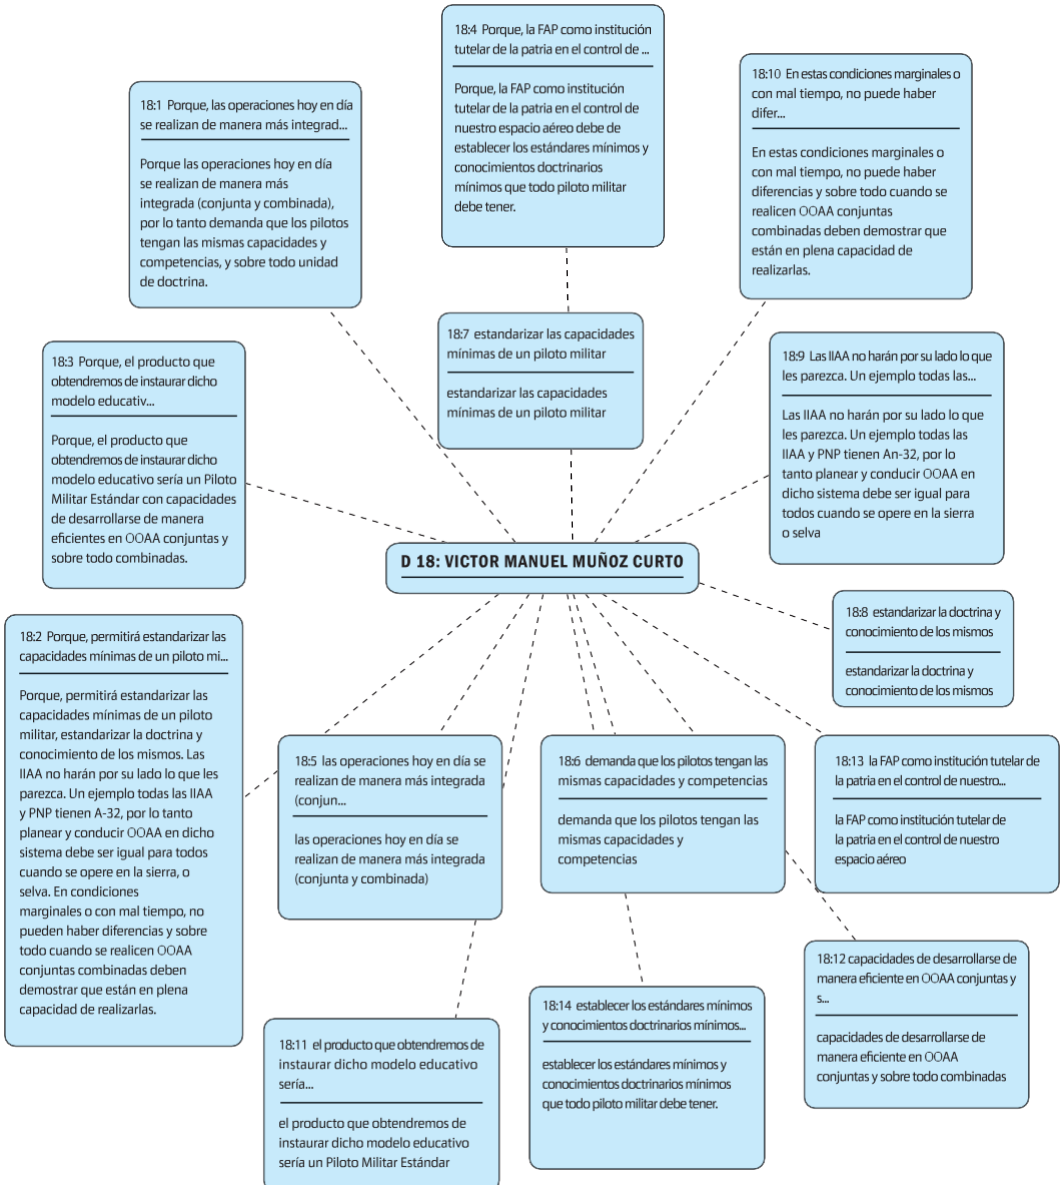 18:4 Porque, la FAP como institución
tutelar de la patria en el control de ...
Porque, la FAP como institución
tutelar de la patria en el control de
nuestro espacio aéreo debe de
establecer los estándares mínimos y
conocimientos doctrinarios
mínimos que todo piloto militar
debe tener.
18:10 En estas condiciones marginales o
con mal tiempo, no puede haber
difer...
En estas condiciones marginales o
con mal tiempo, no puede haber
diferencias y sobre todo cuando se
realicen OOAA conjuntas
combinadas deben demostrar que
están en plena capacidad de
realizarlas.
18:1 Porque, las operaciones hoy en día
se realizan de manera más integrad...
Porque las operaciones hoy en día
se realizan de manera más
integrada (conjunta y combinada),
por lo tanto demanda que los pilotos
tengan las mismas capacidades y
competencias, y sobre todo unidad
de doctrina.
18:7 estandarizar las capacidades
mínimas de un piloto militar
estandarizar las capacidades
mínimas de un piloto militar
18:9 Las IIAA no harán por su lado lo que
les parezca. Un ejemplo todas las...
Las IIAA no harán por su lado lo que
les parezca. Un ejemplo todas las
IIAA y PNP tienen An-32, por lo
tanto planear y conducir OOAA en
dicho sistema debe ser igual para
todos cuando se opere en la sierra
o selva
18:3 Porque, el producto que
obtendremos de instaurar dicho
modelo educativ...
Porque, el producto que
obtendremos de instaurar dicho
modelo educativo sería un Piloto
Militar Estándar con capacidades
de desarrollarse de manera
eficientes en OOAA conjuntas y
sobre todo combinadas.
D 18: VICTOR MANUEL MUÑOZ CURTO
18:8 estandarizar la doctrina y
conocimiento de los mismos
estandarizar la doctrina y
conocimiento de los mismos
18:2 Porque, permitirá estandarizar las
capacidades mínimas de un piloto mi...
Porque, permitirá estandarizar las
capacidades mínimas de un piloto
militar, estandarizar la doctrina y
conocimiento de los mismos. Las
IIAA no harán por su lado lo que les
parezca. Un ejemplo todas las IIAA
y PNP tienen A-32, por lo tanto
planear y conducir OOAA en dicho
sistema debe ser igual para todos
cuando se opere en la sierra, o
selva. En condiciones
marginales o con mal tiempo, no
pueden haber diferencias y sobre
todo cuando se realicen OOAA
conjuntas combinadas deben
demostrar que están en plena
capacidad de realizarlas.
18:5 las operaciones hoy en día se
realizan de manera más integrada
(conjun...
las operaciones hoy en día se
realizan de manera más integrada
(conjunta y combinada)
18:6 demanda que los pilotos tengan las
mismas capacidades y competencias
demanda que los pilotos tengan las
mismas capacidades y
competencias
18:13 la FAP como institución tutelar de
la patria en el control de nuestro...
la FAP como institución tutelar de
la patria en el control de nuestro
espacio aéreo
18:12 capacidades de desarrollarse de
manera eficiente en OOAA conjuntas y
s...
capacidades de desarrollarse de
manera eficiente en OOAA
conjuntas y sobre todo combinadas
18:14 establecer los estándares mínimos
y conocimientos doctrinarios mínimos...
establecer los estándares mínimos y
conocimientos doctrinarios mínimos
que todo piloto militar debe tener.
18:11 el producto que obtendremos de
instaurar dicho modelo educativo
sería...
el producto que obtendremos de
instaurar dicho modelo educativo
sería un Piloto Militar Estándar